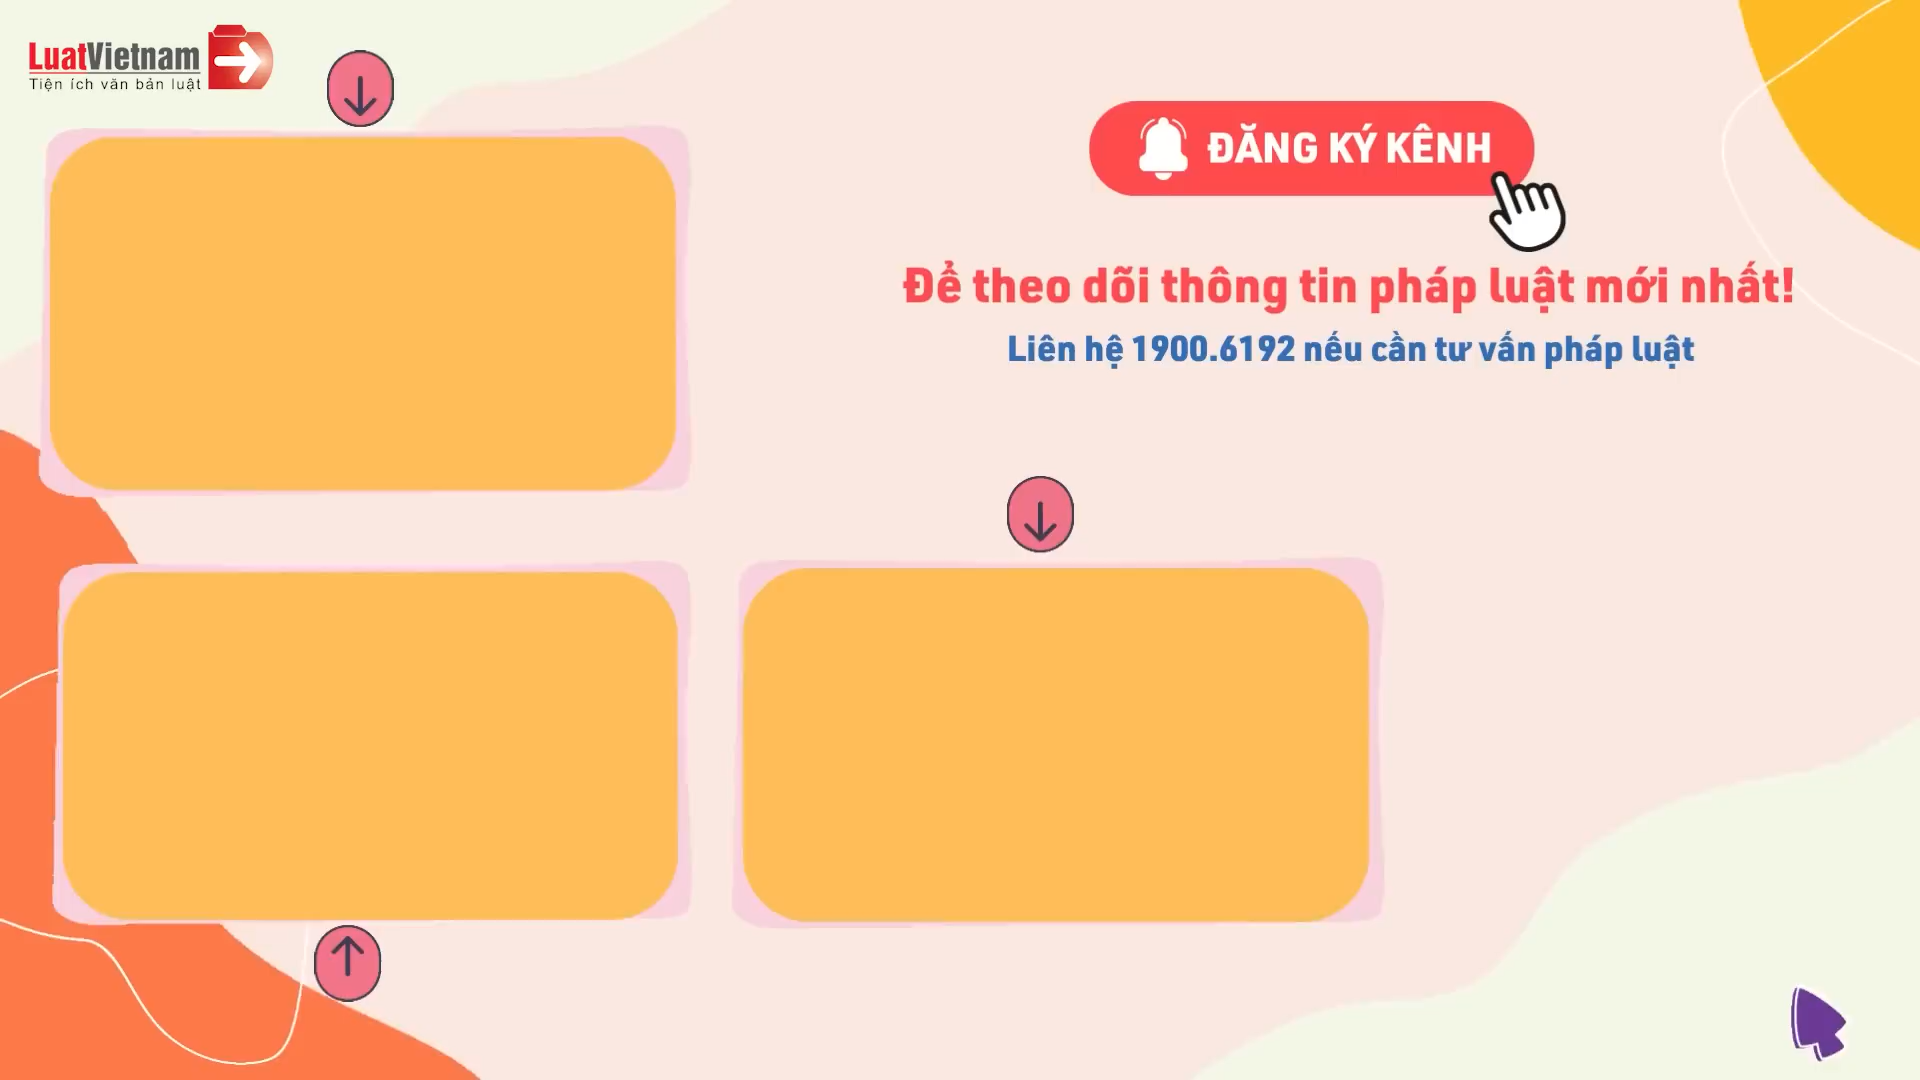 LuatVietnam
Tiện ích văn bản luật
ĐĂNG KÝ KÊNH
Để theo dõi thông tin pháp luật mới nhất!
Liên hệ 1900.6192 nếu cần tư vấn pháp luật